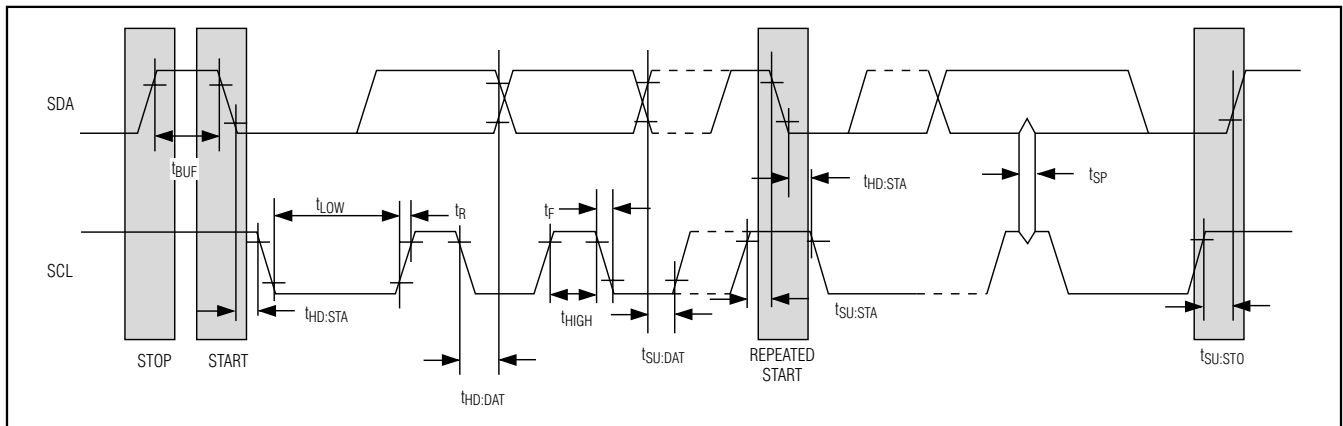 SDA
tBUF
tLOW
tR
tF
tHD:STA
tSP
SCL
tHD:STA
tHIGH
tSU:STA
tSU:DAT
STOP
START
REPEATED
START
tSU:STO
tHD:DAT